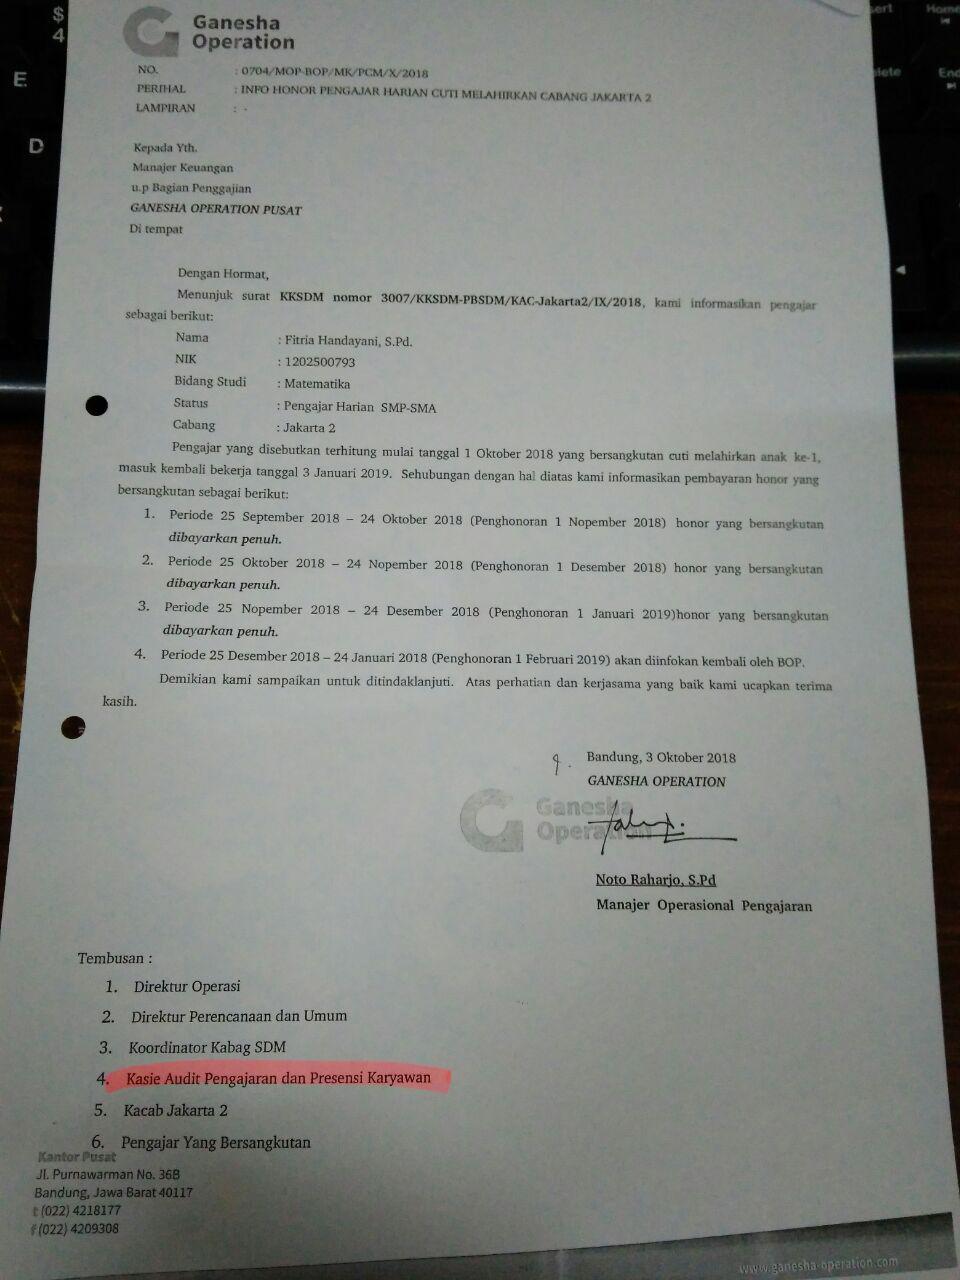 Ganesha
Operation
NO. : 0704/MOP-BOP/MK/PCM/X/2018
PERIHAL : INFO HONOR PENGAJAR HARIAN CUTI MELAHIRKAN CABANG JAKARTA 2
LAMPIRAN : -
Kepada Yth.
Manajer Keuangan
u.p Bagian Penggajian
GANESHA OPERATION PUSAT
Di tempat
Dengan Hormat,
Menunjuk surat KKSDM nomor 3007/KKSDM-PBSDM/KAC-Jakarta2/IX/2018, kami informasikan pengajar
sebagai berikut:
Nama : Fitria Handayani, S.Pd.
NIK : 1202500793
Bidang Studi : Matematika
Status : Pengajar Harian SMP-SMA
Cabang : Jakarta 2
Pengajar yang disebutkan terhitung mulai tanggal 1 Oktober 2018 yang bersangkutan cuti melahirkan anak ke-1,
masuk kembali bekerja tanggal 3 Januari 2019. Sehubungan dengan hal diatas kami informasikan pembayaran honor yang
bersangkutan sebagai berikut:
1. Periode 25 September 2018 – 24 Oktober 2018 (Penghonoran 1 Nopember 2018) honor yang bersangkutan
dibayarkan penuh.
2. Periode 25 Oktober 2018 – 24 Nopember 2018 (Penghonoran 1 Desember 2018) honor yang bersangkutan
dibayarkan penuh.
3. Periode 25 Nopember 2018 – 24 Desember 2018 (Penghonoran 1 Januari 2019)honor yang bersangkutan
dibayarkan penuh.
4. Periode 25 Desember 2018 – 24 Januari 2018 (Penghonoran 1 Februari 2019) akan diinfokan kembali oleh BOP.
Demikian kami sampaikan untuk ditindaklanjuti. Atas perhatian dan kerjasama yang baik kami ucapkan terima
kasih.
Bandung, 3 Oktober 2018
GANESHA OPERATION
Ganesha
Operation
Noto Raharjo, S.Pd
Manajer Operasional Pengajaran
Tembusan :
1. Direktur Operasi
2. Direktur Perencanaan dan Umum
3. Koordinator Kabag SDM
4. Kasie Audit Pengajaran dan Presensi Karyawan
5. Kacab Jakarta 2
6. Pengajar Yang Bersangkutan
Kantor Pusat
Jl. Purnawarman No. 36B
Bandung, Jawa Barat 40117
t (022) 4218177
f (022) 4209308
www.ganesha-operation.com
$
4
E
D
Home
End